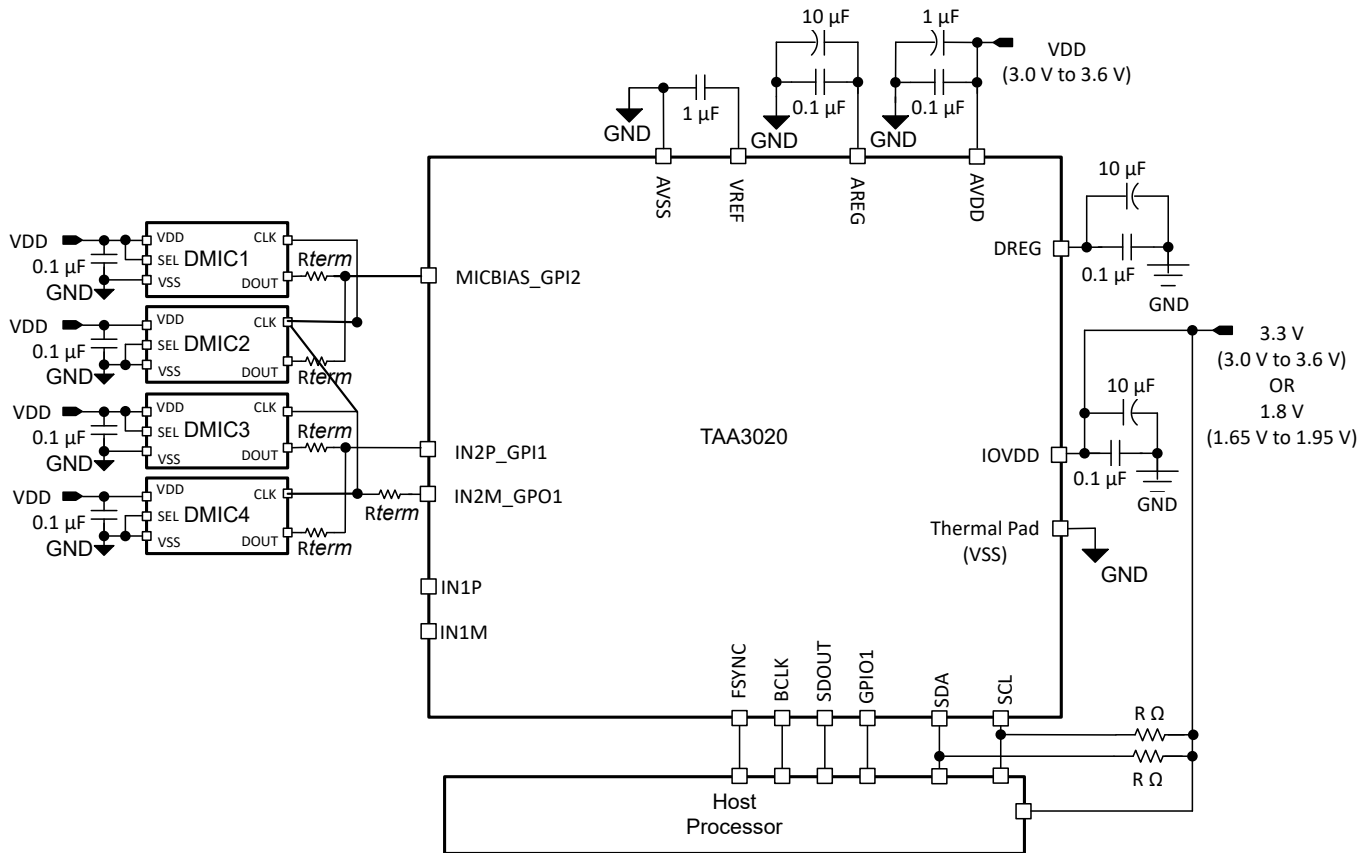 10 µF
1 µF
VDD
(3.0 V to 3.6 V)
1 µF
0.1 µF
0.1 µF
GND
GND
GND
AVSS
VREF
AREG
AVDD
10 µF
DREG
0.1 µF
GND
VDD
0.1 µF
GND
VDD
SEL
VSS
DMIC1
CLK
DOUT
Rterm
MICBIAS_GPI2
VDD
0.1 µF
GND
VDD
SEL
VSS
DMIC2
CLK
DOUT
Rterm
3.3 V
(3.0 V to 3.6 V)
OR
1.8 V
(1.65 V to 1.95 V)
VDD
0.1 µF
GND
VDD
SEL
VSS
DMIC3
CLK
DOUT
Rterm
IN2P_GPI1
TAA3020
10 µF
IOVDD
0.1 µF
GND
VDD
0.1 µF
GND
VDD
SEL
VSS
DMIC4
CLK
DOUT
Rterm
Rterm
IN2M_GPO1
Thermal Pad
(VSS)
GND
IN1P
IN1M
FSYNC
BCLK
SDOUT
GPIO1
SDA
SCL
R Ω
R Ω
Host
Processor